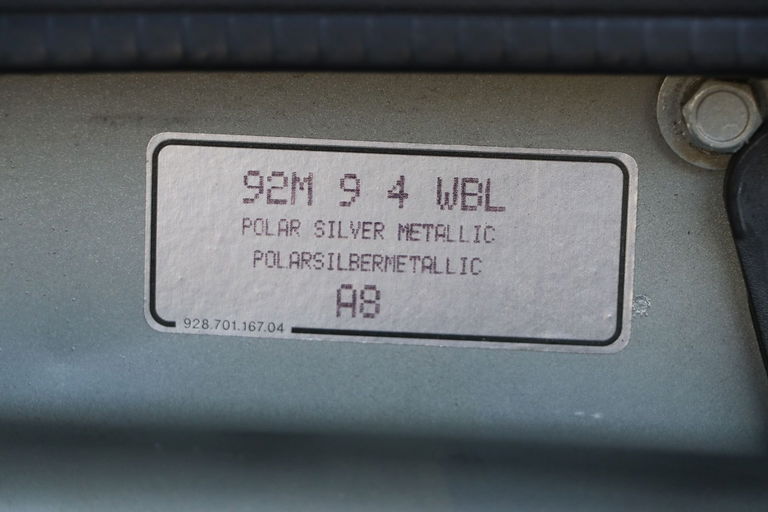 92M 9 4 WBL
POLAR SILVER METALLIC
POLARSILBERMETALLIC
A8
928.701.167.04